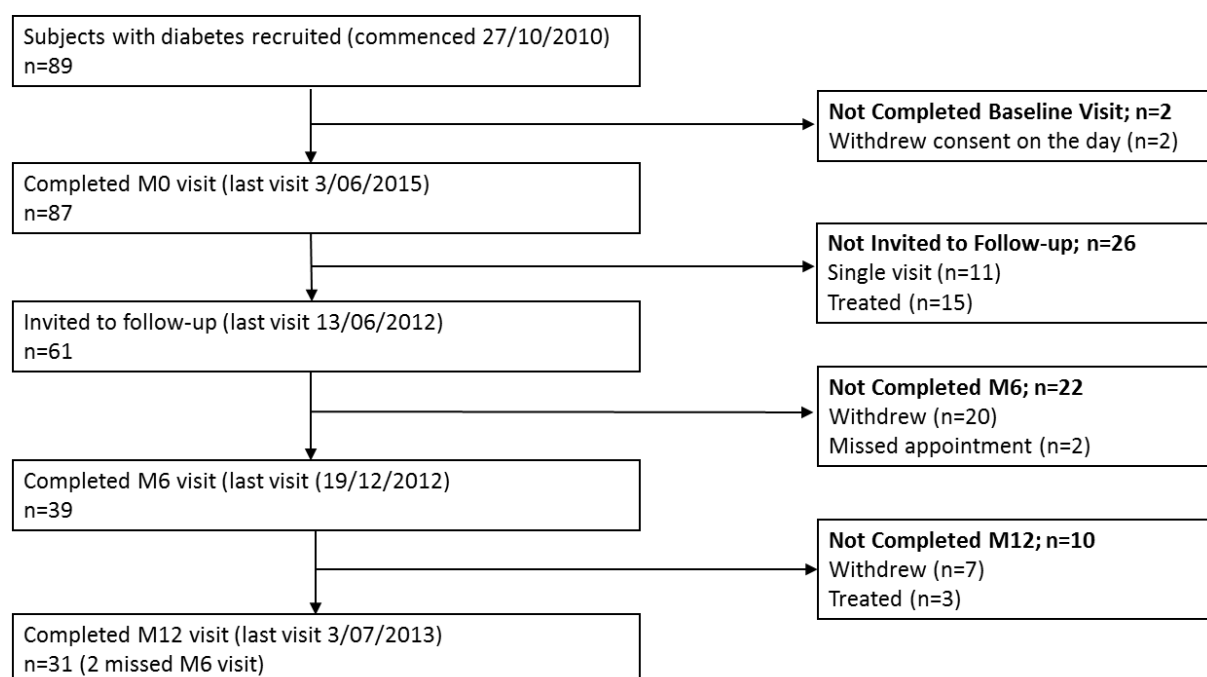 Subjects with diabetes recruited (commenced 27/10/2010)
n=89
Not Completed Baseline Visit; n=2
Withdrew consent on the day (n=2)
Completed M0 visit (last visit 3/06/2015)
n=87
Not Invited to Follow-up; n=26
Single visit (n=11)
Treated (n=15)
Invited to follow-up (last visit 13/06/2012)
n=61
Not Completed M6; n=22
Withdrew (n=20)
Missed appointment (n=2)
Completed M6 visit (last visit (19/12/2012)
n=39
Not Completed M12; n=10
Withdrew (n=7)
Treated (n=3)
Completed M12 visit (last visit 3/07/2013)
n=31 (2 missed M6 visit)